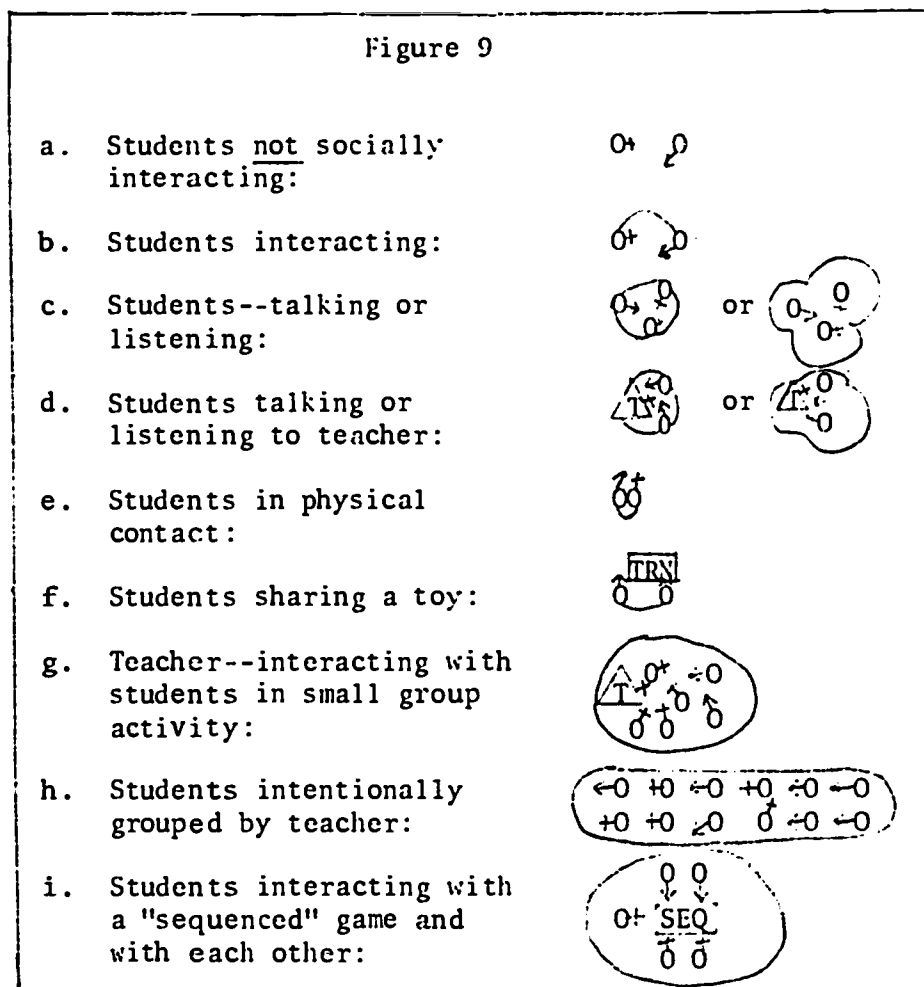 Figure 9
a. Students not socially
interacting:
b. Students interacting:
c. Students--talking or
listening:
or
d. Students talking or
listening to teacher:
or
e. Students in physical
contact:
f. Students sharing a toy:
TRN
g. Teacher--interacting with
students in small group
activity:
T
h. Students intentionally
grouped by teacher:
i. Students interacting with
a "sequenced" game and
with each other:
SEQ